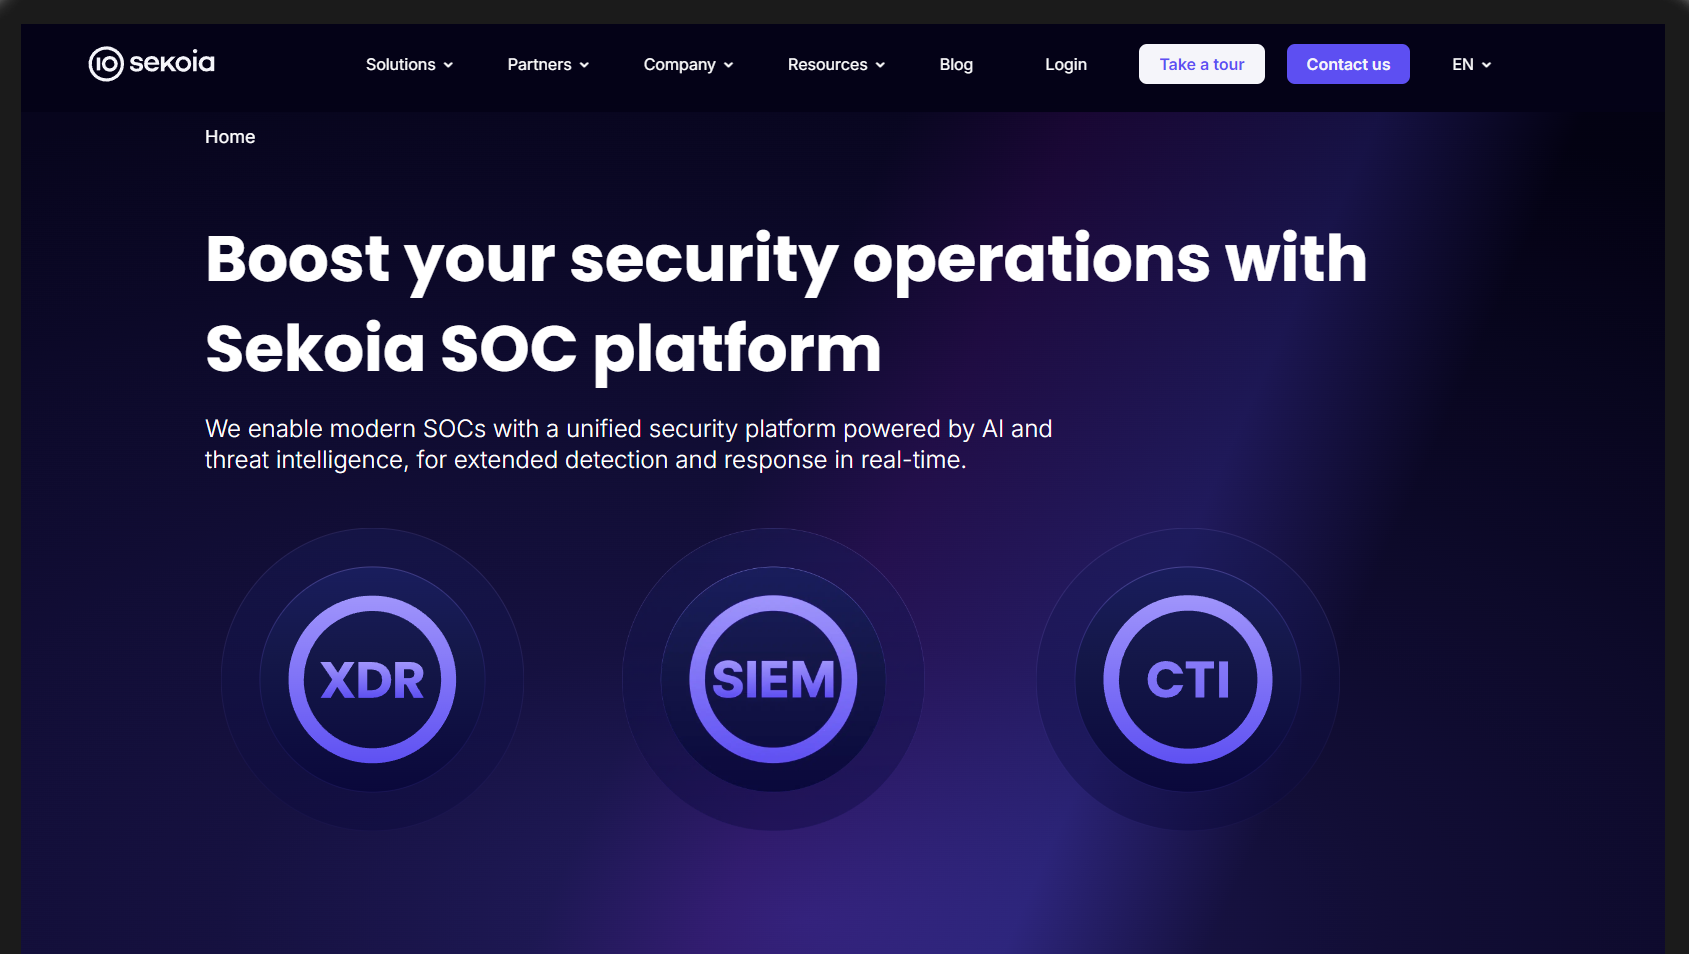 sekoia
Solutions Partners Company Resources Blog Login Take a tour Contact us EN
Home
Boost your security operations with
Sekoia SOC platform
We enable modern SOCs with a unified security platform powered by AI and
threat intelligence, for extended detection and response in real-time.
XDR SIEM CTI